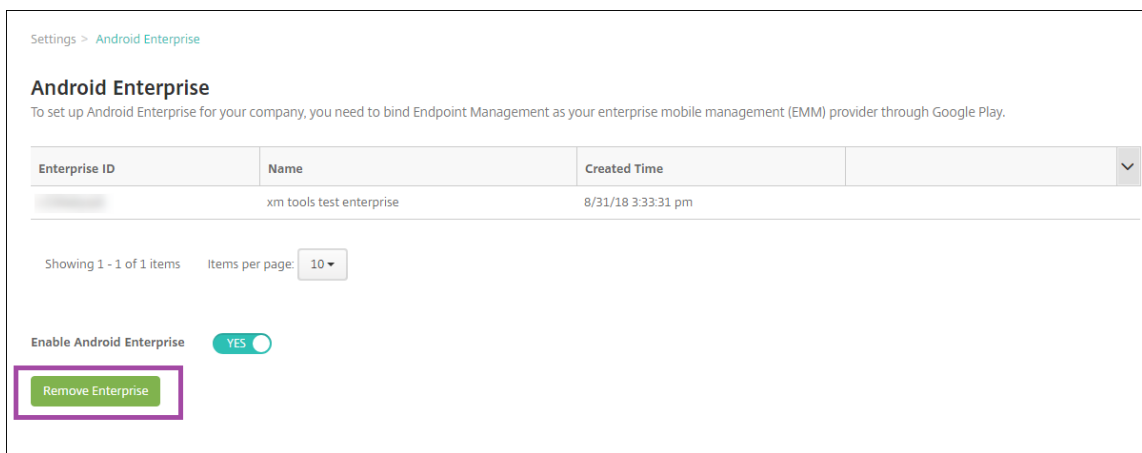 Settings > Android Enterprise
Android Enterprise
To set up Android Enterprise for your company, you need to bind Endpoint Management as your enterprise mobile management (EMM) provider through Google Play.
Enterprise ID Name Created Time
xm tools test enterprise 8/31/18 3:33:31 pm
Showing 1 - 1 of 1 items Items per page: 10
Enable Android Enterprise YES
Remove Enterprise